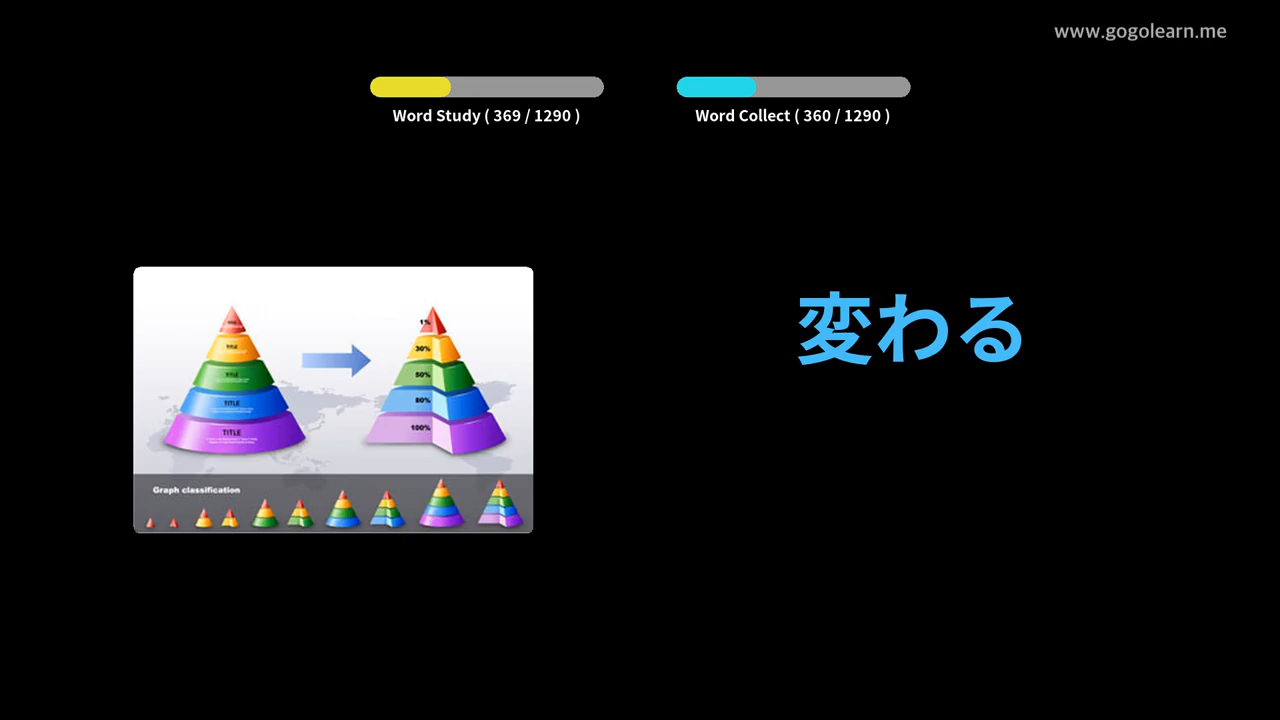 www.gogolearn.me
Word Study ( 369 / 1290 )
Word Collect ( 360 / 1290 )
変わる
TITLE
TITLE
TITLE
TITLE
1%
30%
50%
80%
100%
Graph classification